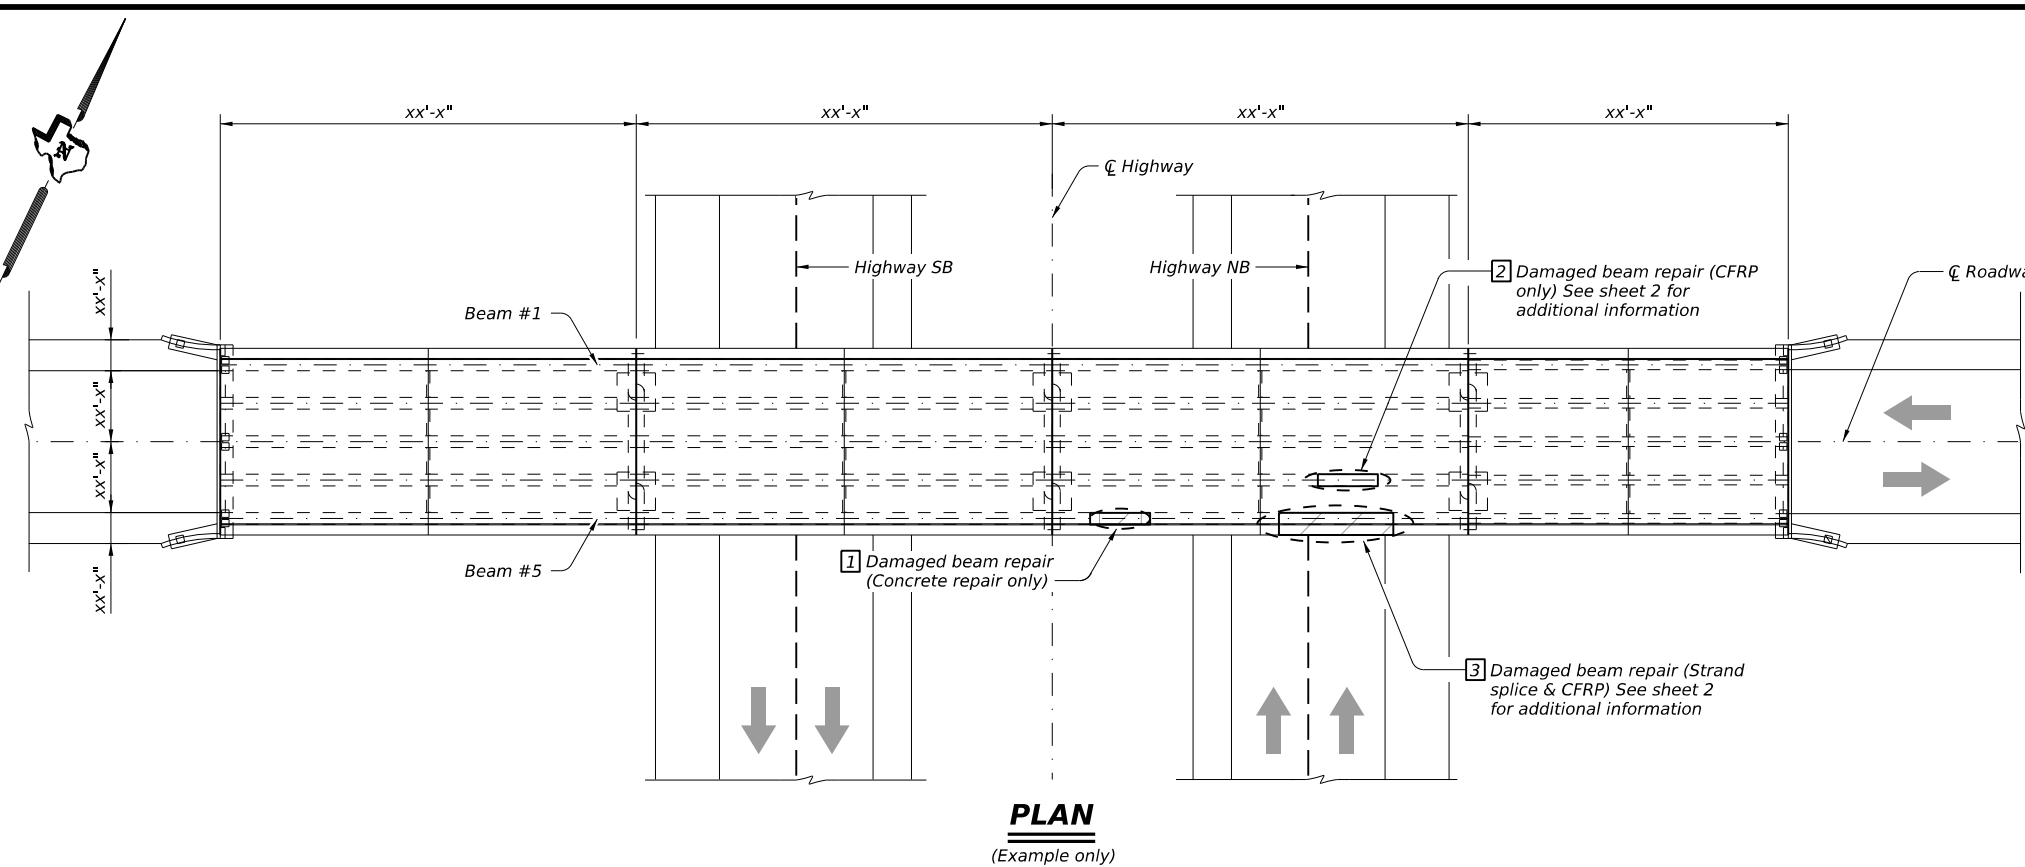 xx'-x"
xx'-x"
xx'-x"
xx'-x"
℄ Highway
N
Highway SB
Highway NB
2 Damaged beam repair (CFRP
only) See sheet 2 for
additional information
℄ Roadwa
xx'-x"
Beam #1
xx'-x"
xx'-x"
xx'-x"
Beam #5
1 Damaged beam repair
(Concrete repair only)
3 Damaged beam repair (Strand
splice & CFRP) See sheet 2
for additional information
PLAN
(Example only)